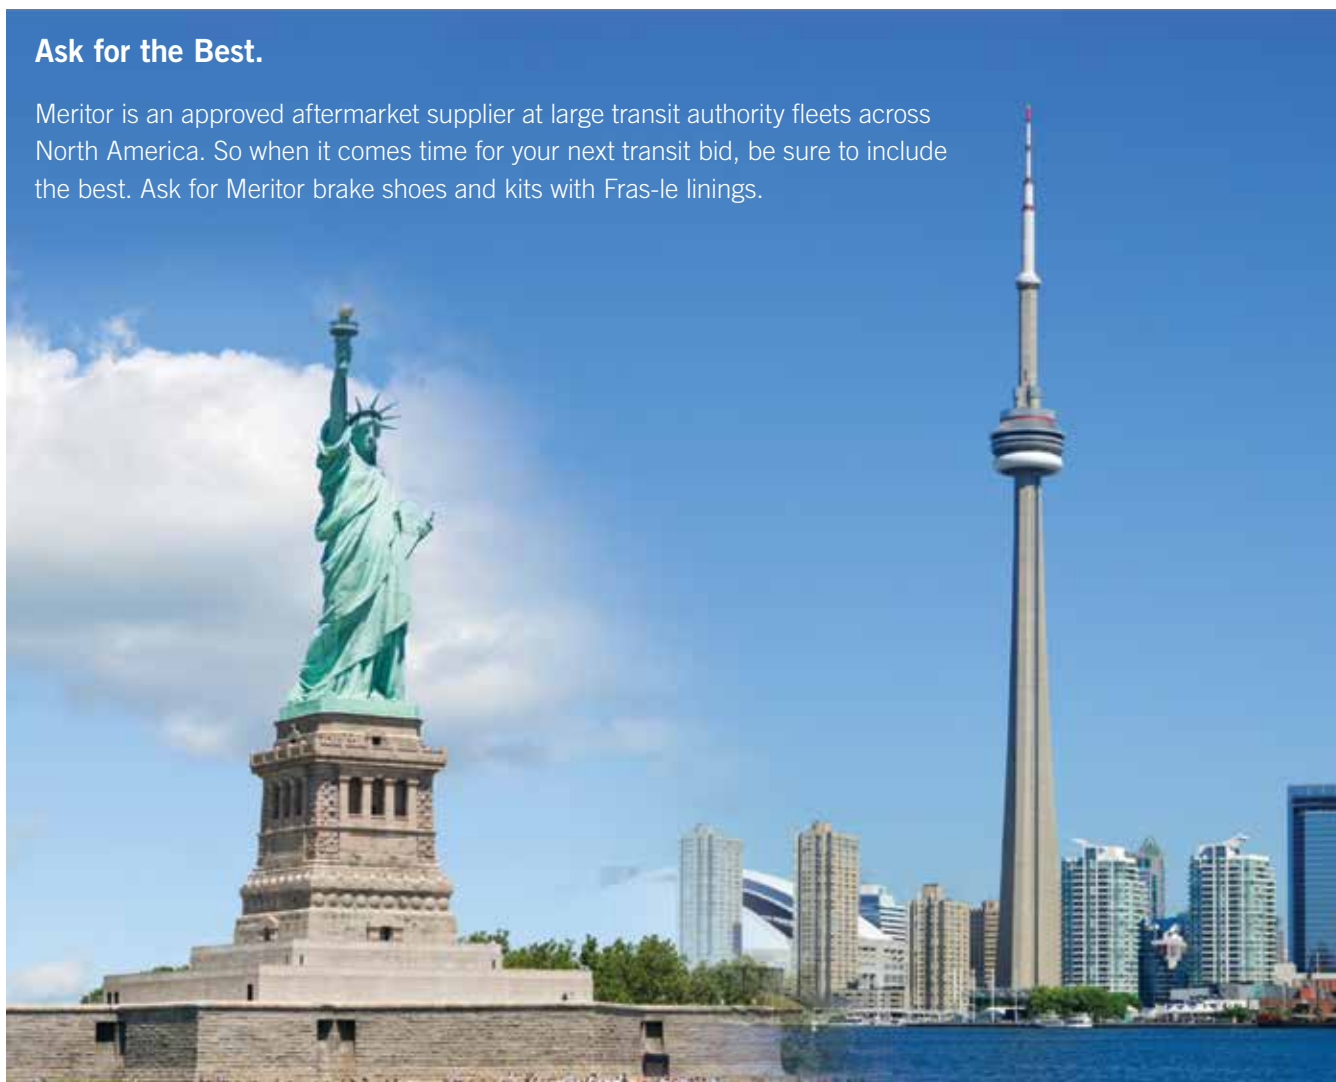 Ask for the Best.
Meritor is an approved aftermarket supplier at large transit authority fleets across
North America. So when it comes time for your next transit bid, be sure to include
the best. Ask for Meritor brake shoes and kits with Fras-le linings.